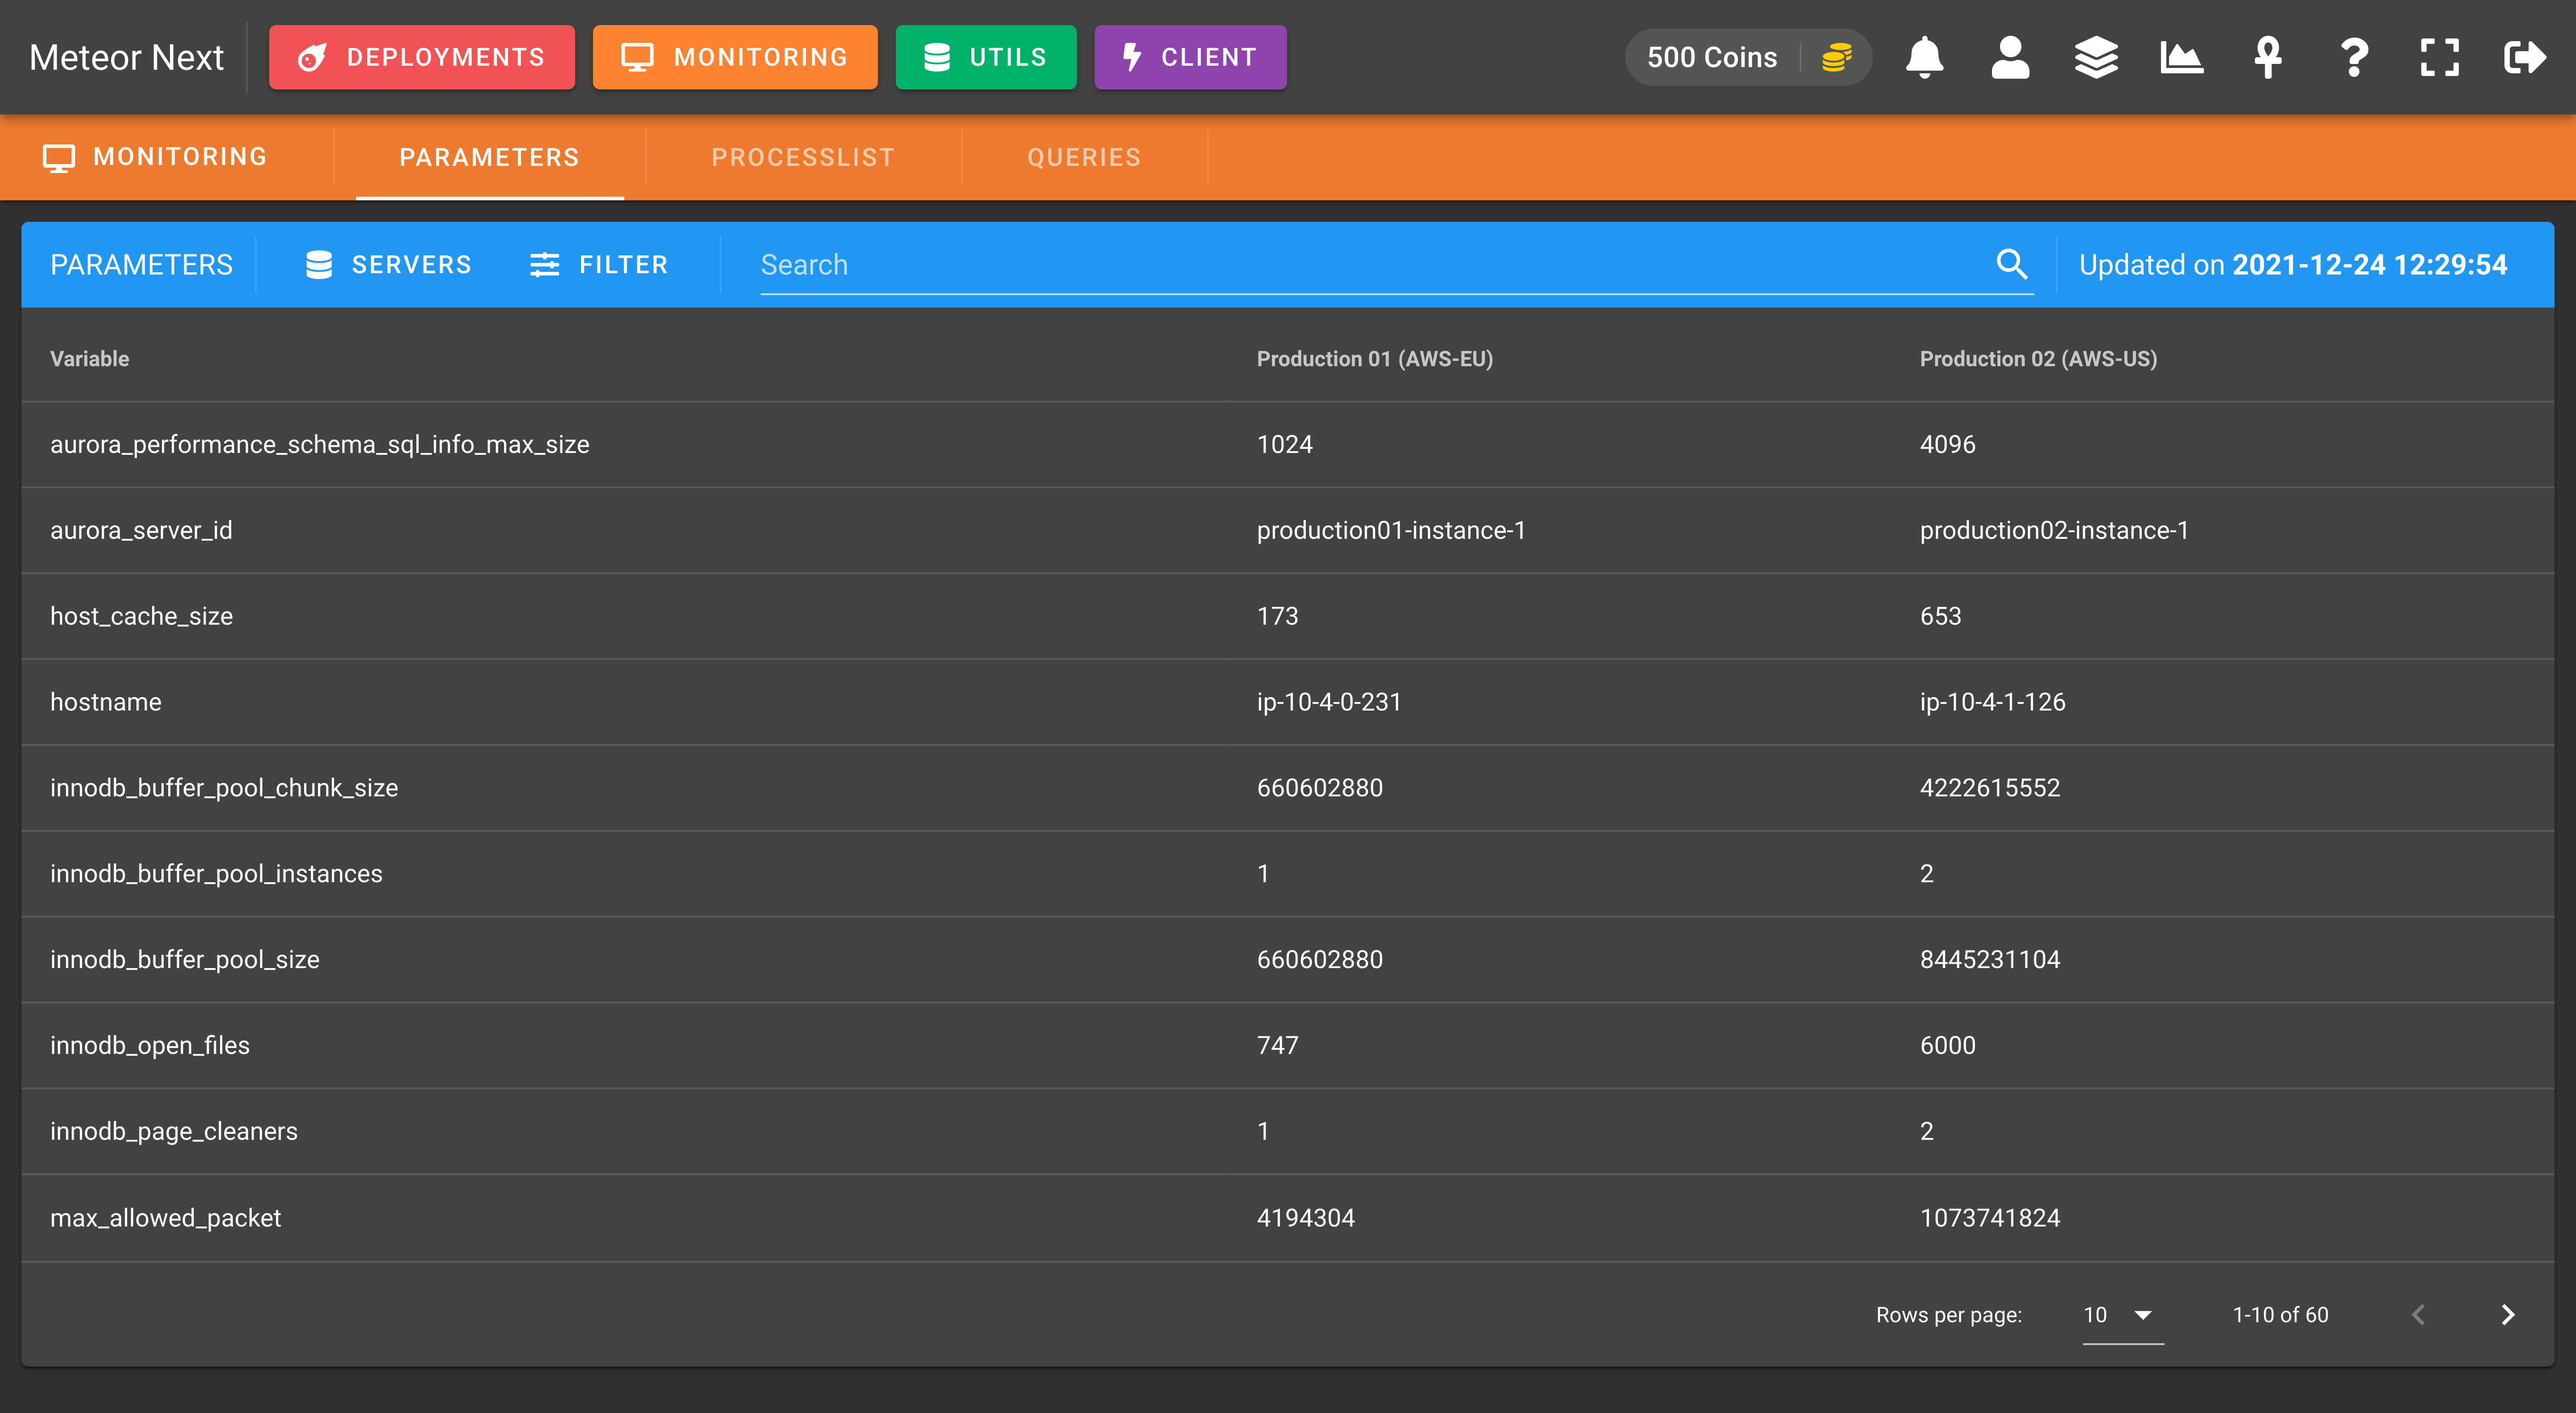 Meteor Next DEPLOYMENTS MONITORING UTILS CLIENT 500 Coins
MONITORING PARAMETERS PROCESSLIST QUERIES
PARAMETERS SERVERS FILTER Search Updated on 2021-12-24 12:29:54
Variable Production 01 (AWS-EU) Production 02 (AWS-US)
aurora_performance_schema_sql_info_max_size 1024 4096
aurora_server_id production01-instance-1 production02-instance-1
host_cache_size 173 653
hostname ip-10-4-0-231 ip-10-4-1-126
innodb_buffer_pool_chunk_size 660602880 4222615552
innodb_buffer_pool_instances 1 2
innodb_buffer_pool_size 660602880 8445231104
innodb_open_files 747 6000
innodb_page_cleaners 1 2
max_allowed_packet 4194304 1073741824
Rows per page: 10 1-10 of 60